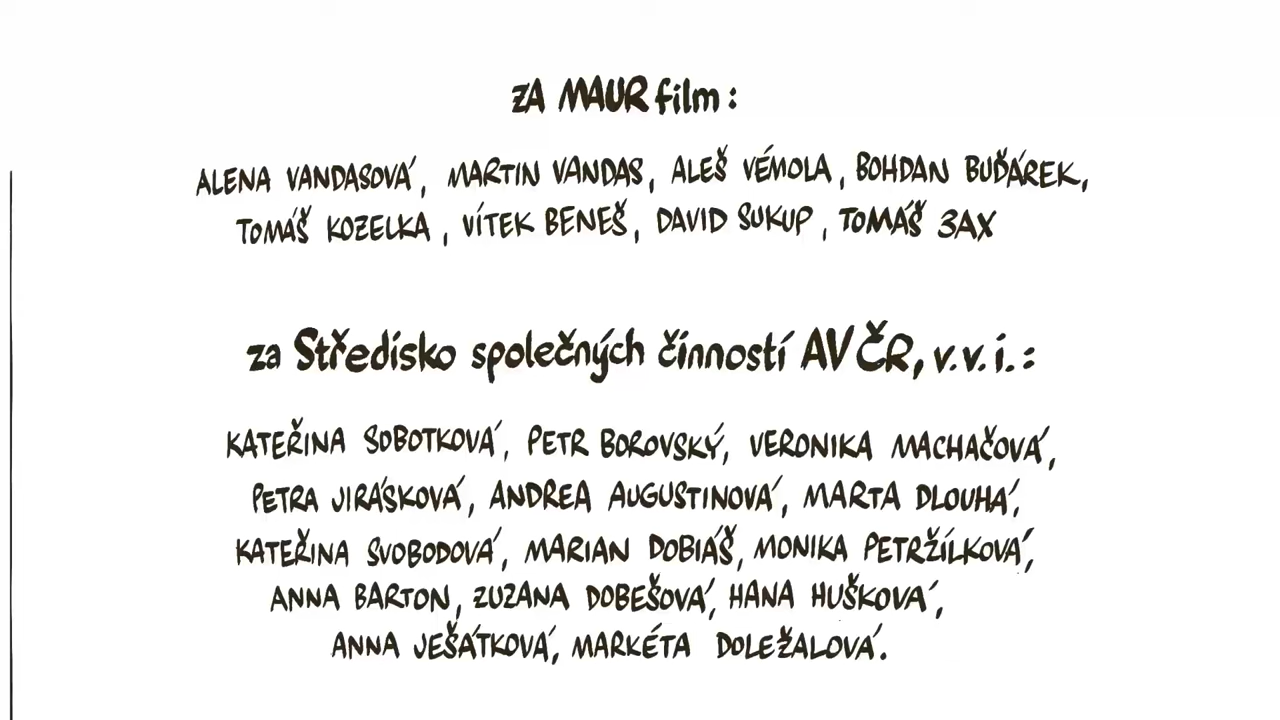 ZA MAUR film :
ALENA VANDASOVÁ, MARTIN VANDAS, ALEŠ VÉMOLA, BOHDAN BUĎÁREK,
TOMÁŠ KOZELKA, VÍTEK BENEŠ, DAVID SUKUP, TOMÁŠ 3AX
za Středisko společných činností AV ČR, v.v.i.:
KATEŘINA SOBOTKOVÁ, PETR BOROVSKÝ, VERONIKA MACHAČOVÁ,
PETRA JIRÁSKOVÁ, ANDREA AUGUSTINOVÁ, MARTA DLOUHÁ,
KATEŘINA SVOBODOVÁ, MARIAN DOBIÁŠ, MONIKA PETRŽÍLKOVÁ,
ANNA BARTON, ZUZANA DOBEŠOVÁ, HANA HUŠKOVÁ,
ANNA JEŠÁTKOVÁ, MARKÉTA DOLEŽALOVÁ.